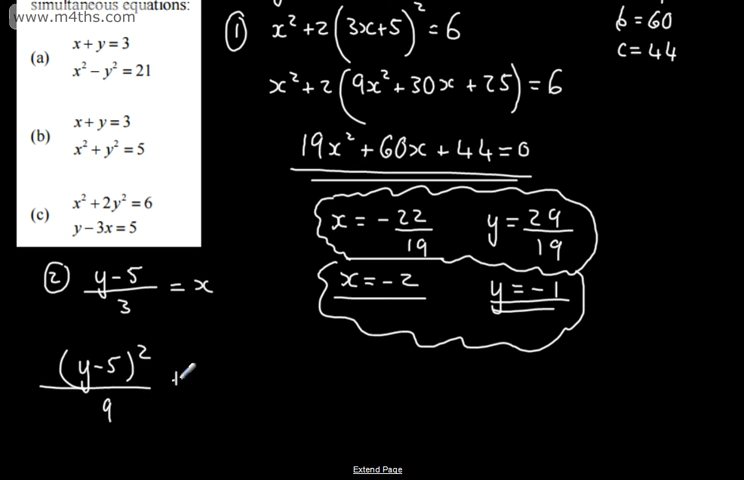 simultaneous equations:
www.m4ths.com
(a) x + y = 3
x² − y² = 21
(b) x + y = 3
x² + y² = 5
(c) x² + 2y² = 6
y − 3x = 5
① x² + 2(3x+5)² = 6
x² + 2(9x² + 30x + 25) = 6
19x² + 60x + 44 = 0
x = −22/19 y = 29/19
x = −2 y = −1
b = 60
c = 44
② (y−5)/3 = x
(y−5)²/9 +
Extend Page